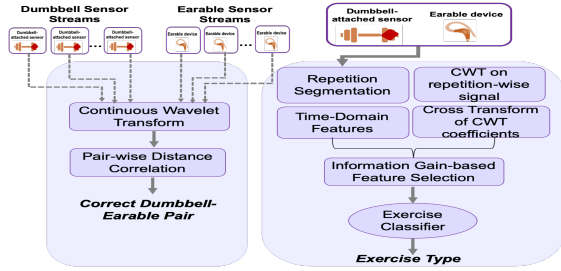 Dumbbell Sensor
Streams
Earable Sensor
Streams
Dumbbell-
attached sensor
Dumbbell-
attached sensor
Dumbbell-
attached sensor
Earable device
Earable device
Earable device
Continuous Wavelet
Transform
Pair-wise Distance
Correlation
Correct Dumbbell-
Earable Pair
Dumbbell-
attached sensor
Earable device
Repetition
Segmentation
CWT on
repetition-wise
signal
Time-Domain
Features
Cross Transform
of CWT
coefficients
Information Gain-based
Feature Selection
Exercise
Classifier
Exercise Type